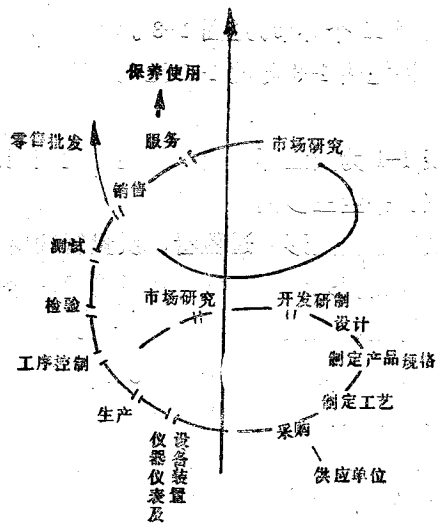 保养使用
零售批发
服务
市场研究
销售
测试
市场研究
开发研制
检验
设计
工序控制
制定产品规格
制定工艺
生产
采购
设备装置
仪器仪表及
供应单位